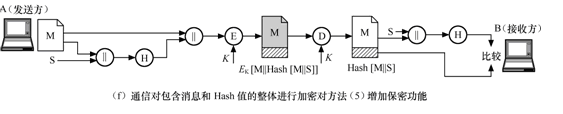 A(发送方)
B(接收方)
M
S
||
H
||
E
K
M
E_K [M||Hash [M||S]]
D
K
M
Hash [M||S]
S
||
H
比较
(f) 通信对包含消息和 Hash 值的整体进行加密对方法(5)增加保密功能